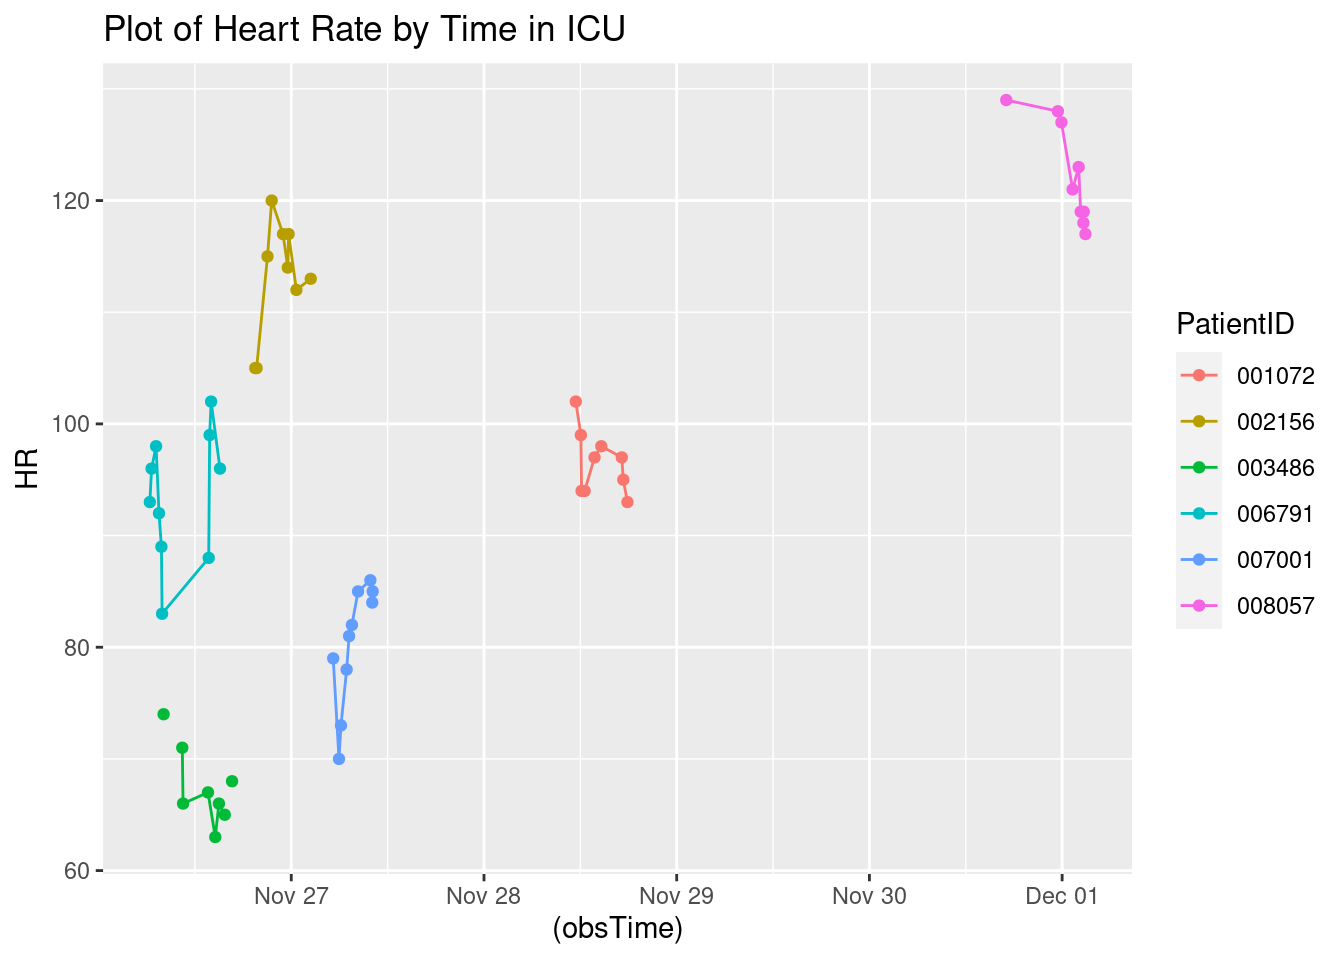 Plot of Heart Rate by Time in ICU
120
100
80
60
HR
Nov 27
Nov 28
Nov 29
Nov 30
Dec 01
(obsTime)
PatientID
001072
002156
003486
006791
007001
008057